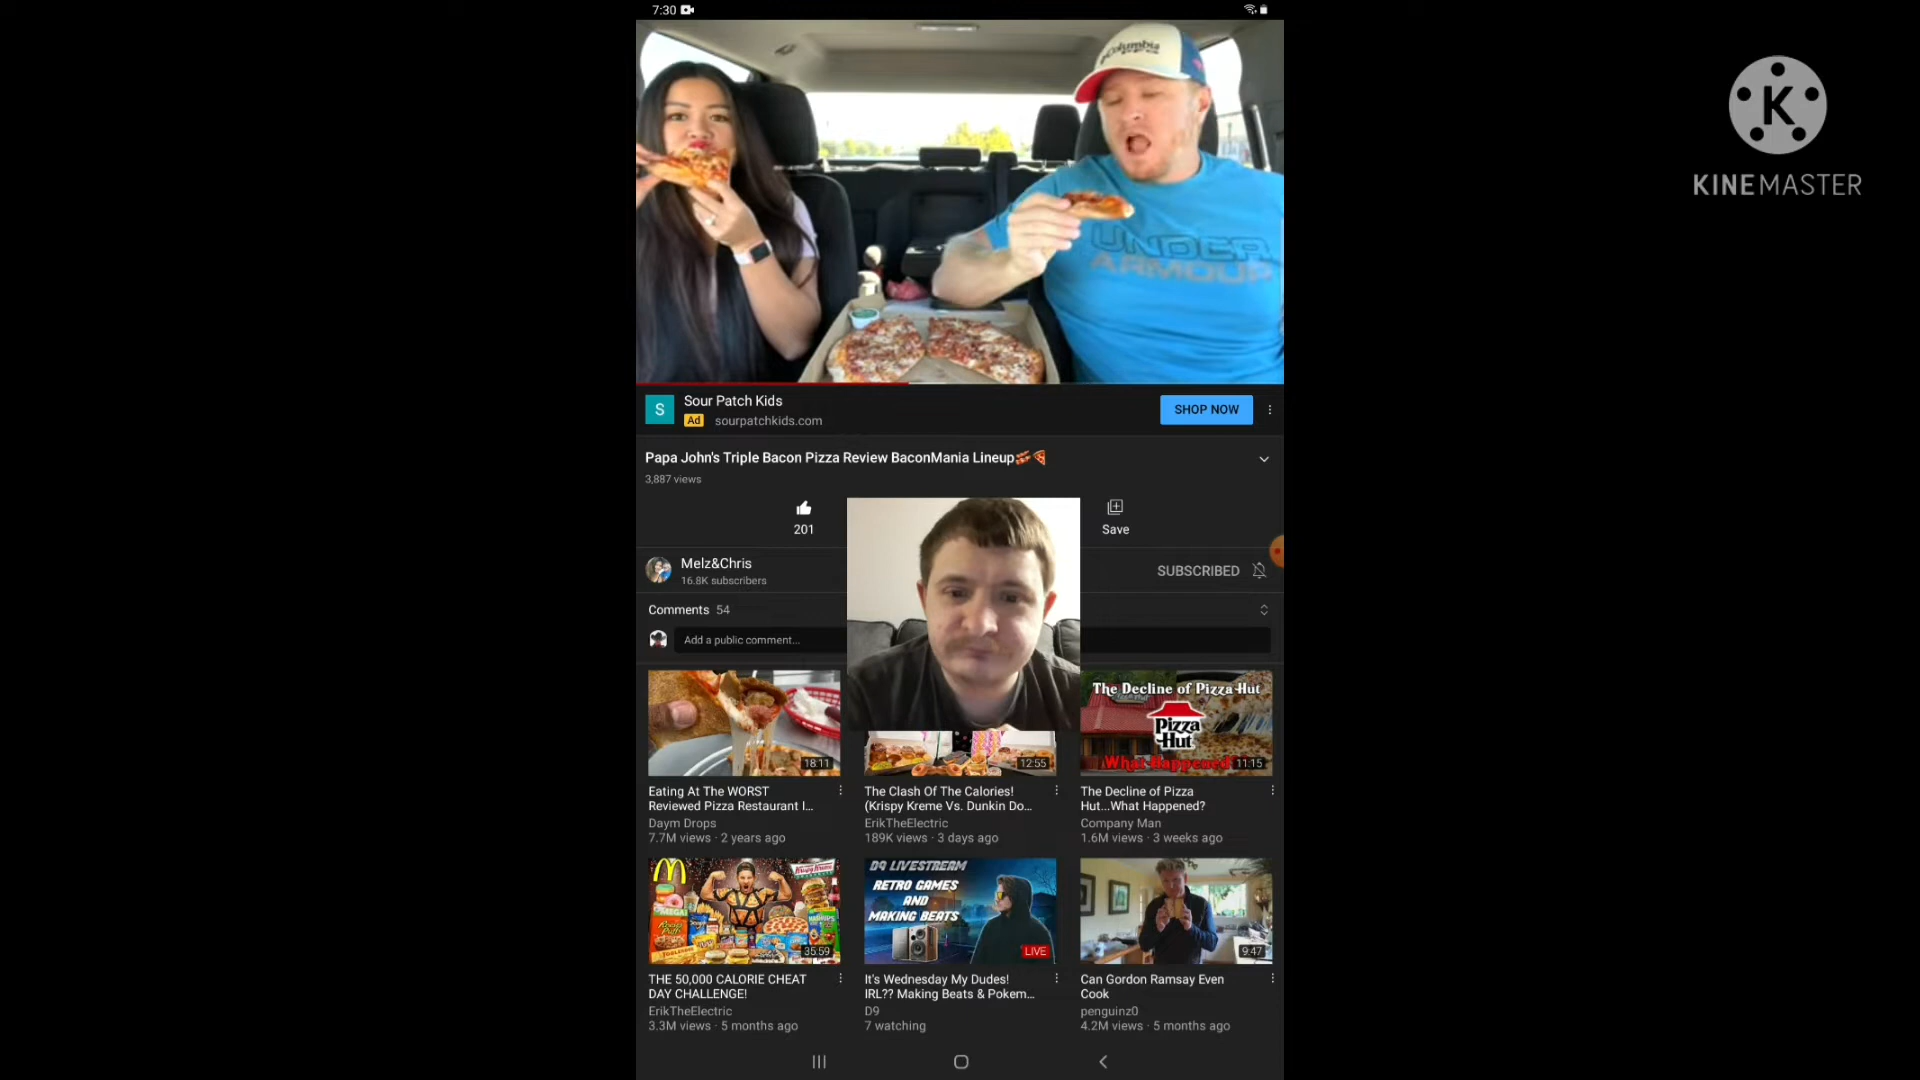 7:30
Columbia
UNDER
ARMOUR
K
KINEMASTER
S
Sour Patch Kids
Ad sourpatchkids.com
SHOP NOW
Papa John's Triple Bacon Pizza Review BaconMania Lineup🥓🍕
3,887 views
201
Save
Melz&Chris
16.8K subscribers
SUBSCRIBED
Comments 54
Add a public comment...
18:11
Eating At The WORST
Reviewed Pizza Restaurant I...
Daym Drops
7.7M views · 2 years ago
12:55
The Clash Of The Calories!
(Krispy Kreme Vs. Dunkin Do...
ErikTheElectric
189K views · 3 days ago
The Decline of Pizza Hut
Pizza
Hut
What Happened?
11:15
The Decline of Pizza
Hut...What Happened?
Company Man
1.6M views · 3 weeks ago
35:59
THE 50,000 CALORIE CHEAT
DAY CHALLENGE!
ErikTheElectric
3.3M views · 5 months ago
D9 LIVESTREAM
RETRO GAMES
AND
MAKING BEATS
LIVE
It's Wednesday My Dudes!
IRL?? Making Beats & Pokem...
D9
7 watching
9:47
Can Gordon Ramsay Even
Cook
penguinz0
4.2M views · 5 months ago